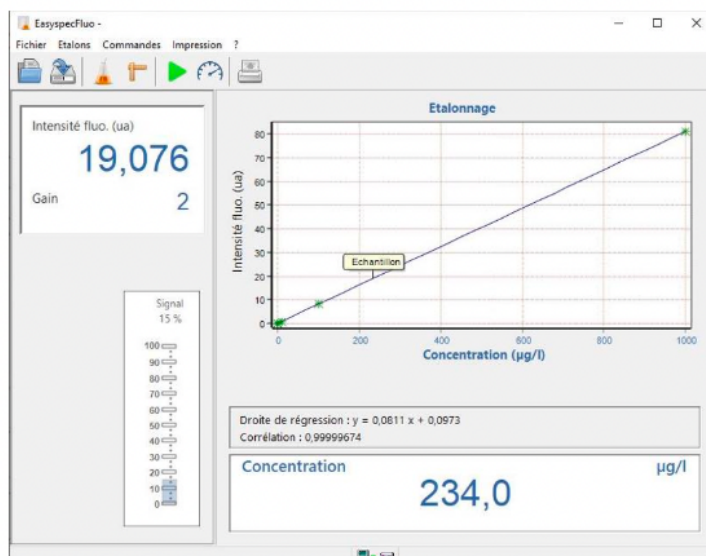 EasyspecFluo -
Fichier Etalons Commandes Impression ?
Intensité fluo. (ua)
19,076
Gain 2
Signal
15 %
100
90
80
70
60
50
40
30
20
10
0
Etalonnage
Intensité fluo. (ua)
80
70
60
50
40
30
20
10
0
Echantillon
0 200 400 600 800 1000
Concentration (µg/l)
Droite de régression : y = 0,0811 x + 0,0973
Corrélation : 0,99999674
Concentration µg/l
234,0